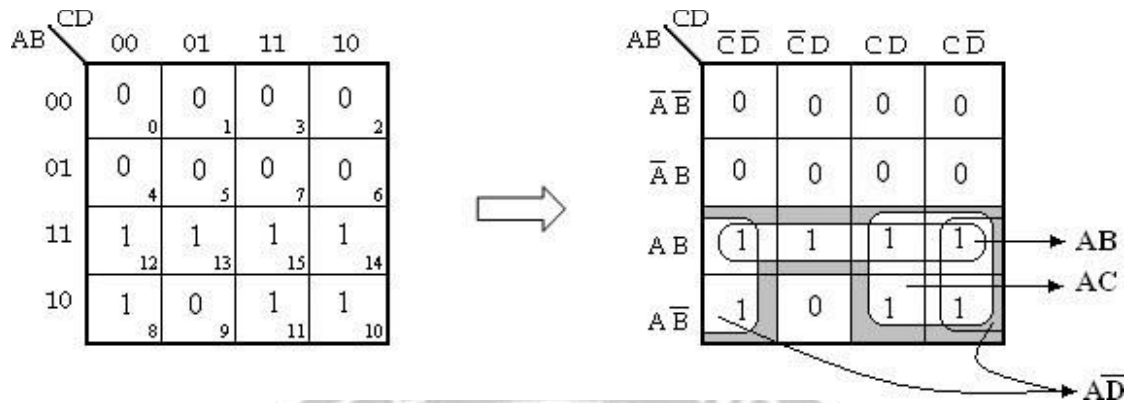 CD
AB 00 01 11 10
00 0 0 0 0
0 1 3 2
01 0 0 0 0
4 5 7 6
11 1 1 1 1
12 13 15 14
10 1 0 1 1
8 9 11 10
CD
AB C̅D̅ C̅D CD CD̅
A̅B̅ 0 0 0 0
A̅B 0 0 0 0
AB 1 1 1 1 AB
AC
AB̅ 1 0 1 1
AD̅